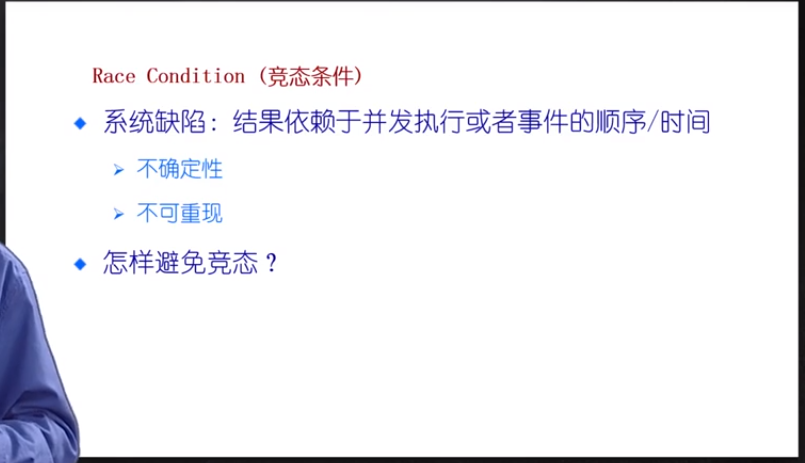 Race Condition (竞态条件)
系统缺陷: 结果依赖于并发执行或者事件的顺序/时间
不确定性
不可重现
怎样避免竞态?